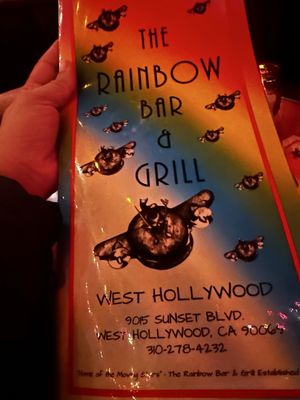 THE
RAINBOW
BAR
&
GRILL
WEST HOLLYWOOD
9015 SUNSET BLVD.
WEST HOLLYWOOD, CA 90069
310-278-4232
"Home of the Movie Stars" - The Rainbow Bar & Grill Established